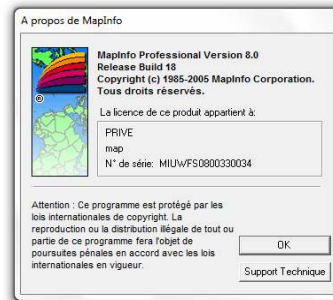 A propos de MapInfo
MapInfo Professional Version 8.0
Release Build 18
Copyright (c) 1985-2005 MapInfo Corporation.
Tous droits réservés.
La licence de ce produit appartient à:
PRIVE
map
N° de série: MIUWFS0800330034
Attention : Ce programme est protégé par les
lois internationales de copyright. La
reproduction ou la distribution illégale de tout ou
partie de ce programme fera l'objet de
poursuites pénales en accord avec les lois
internationales en vigueur.
OK
Support Technique